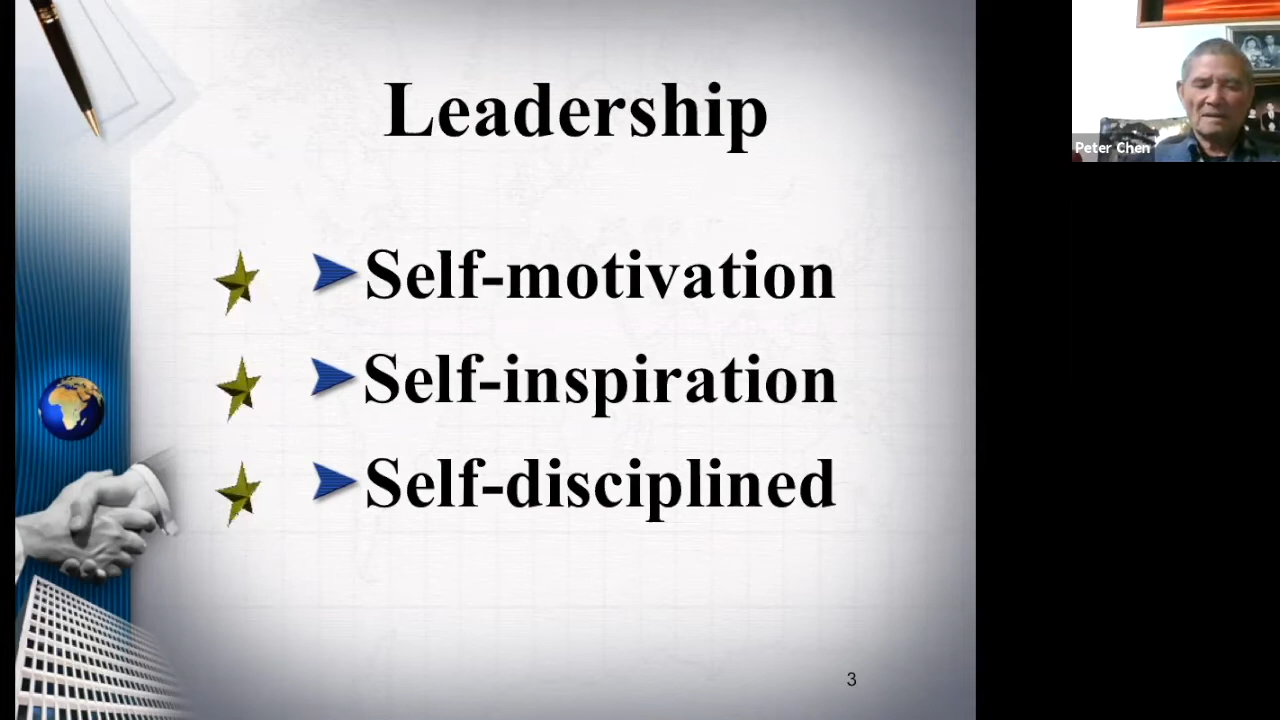 Leadership
Self-motivation
Self-inspiration
Self-disciplined
3
Peter Chen